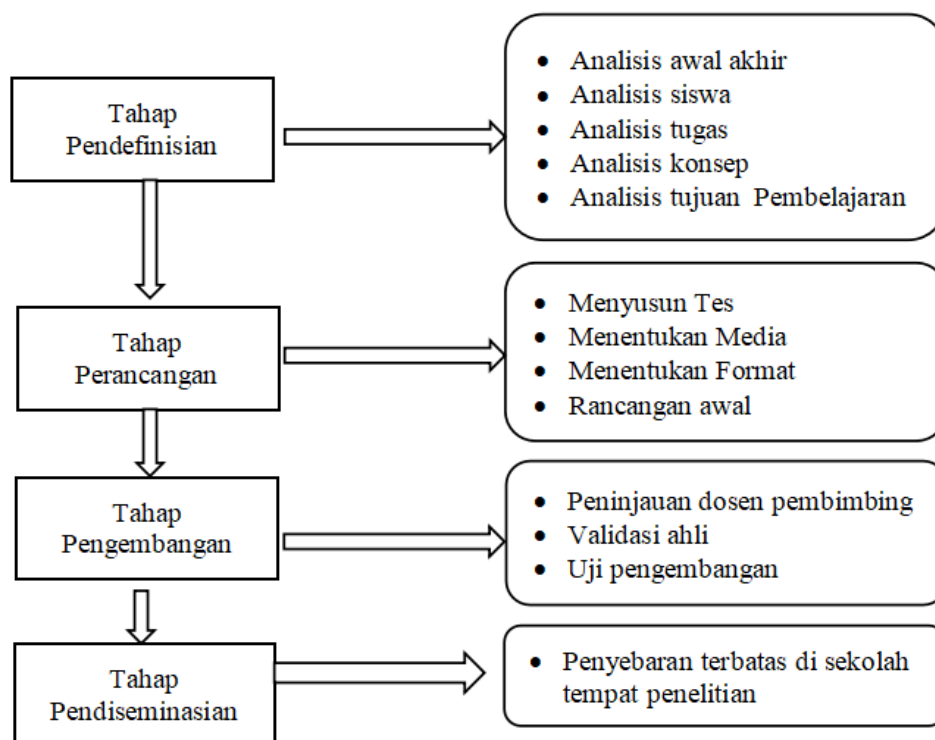 Tahap
Pendefinisian
• Analisis awal akhir
• Analisis siswa
• Analisis tugas
• Analisis konsep
• Analisis tujuan Pembelajaran
Tahap
Perancangan
• Menyusun Tes
• Menentukan Media
• Menentukan Format
• Rancangan awal
Tahap
Pengembangan
• Peninjauan dosen pembimbing
• Validasi ahli
• Uji pengembangan
Tahap
Pendiseminasian
• Penyebaran terbatas di sekolah
tempat penelitian